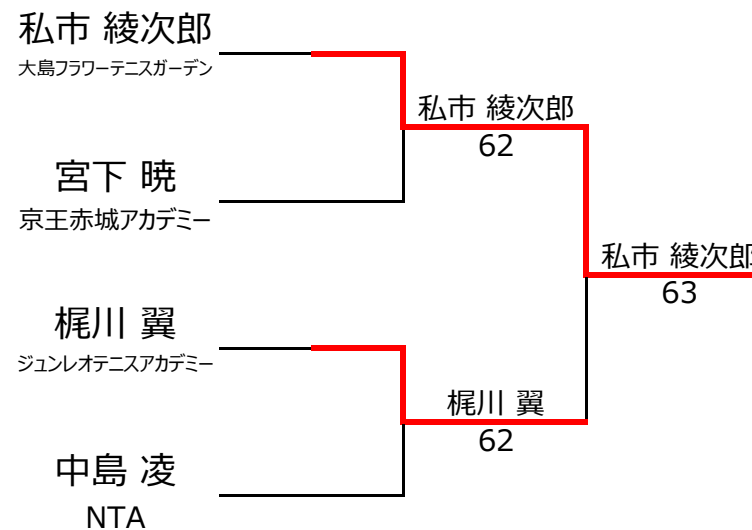 私市 綾次郎
大島フラワーテニスガーデン
私市 綾次郎
62
宮下 暁
京王赤城アカデミー
私市 綾次郎
63
梶川 翼
ジュンレオテニスアカデミー
梶川 翼
62
中島 凌
NTA